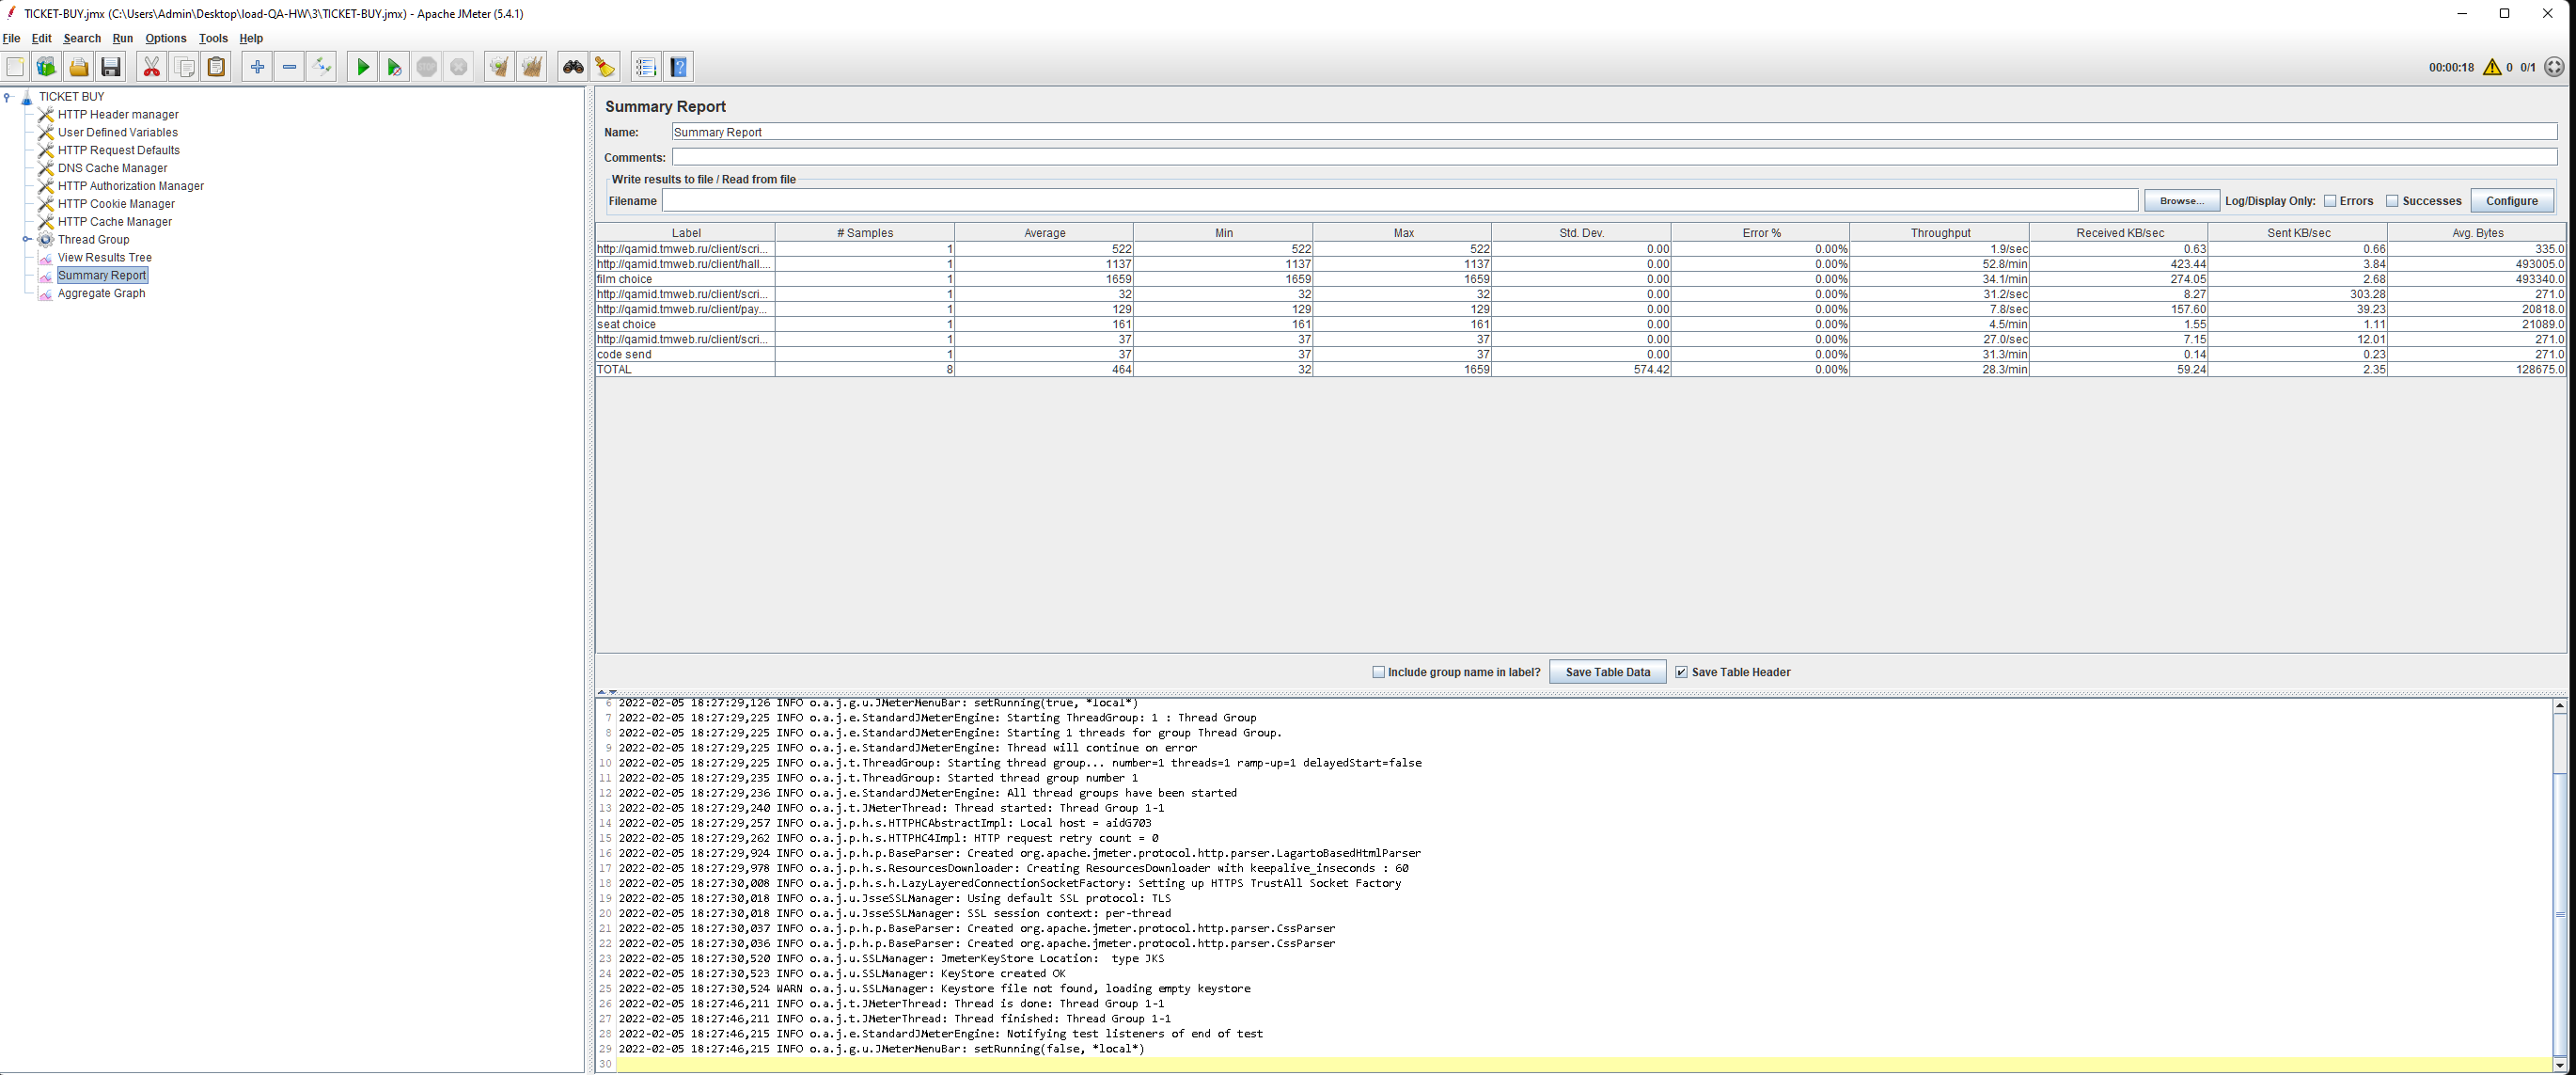 TICKET-BUY.jmx (C:\Users\Admin\Desktop\load-QA-HW\3\TICKET-BUY.jmx) - Apache JMeter (5.4.1)
File Edit Search Run Options Tools Help
00:00:18 0 0/1
TICKET BUY
HTTP Header manager
User Defined Variables
HTTP Request Defaults
DNS Cache Manager
HTTP Authorization Manager
HTTP Cookie Manager
HTTP Cache Manager
Thread Group
View Results Tree
Summary Report
Aggregate Graph
Summary Report
Name: Summary Report
Comments:
Write results to file / Read from file
Filename Browse... Log/Display Only: Errors Successes Configure
Label # Samples Average Min Max Std. Dev. Error % Throughput Received KB/sec Sent KB/sec Avg. Bytes
http://qamid.tmweb.ru/client/scri... 1 522 522 522 0.00 0.00% 1.9/sec 0.63 0.66 335.0
http://qamid.tmweb.ru/client/hall.... 1 1137 1137 1137 0.00 0.00% 52.8/min 423.44 3.84 493005.0
film choice 1 1659 1659 1659 0.00 0.00% 34.1/min 274.05 2.68 493340.0
http://qamid.tmweb.ru/client/scri... 1 32 32 32 0.00 0.00% 31.2/sec 8.27 303.28 271.0
http://qamid.tmweb.ru/client/pay... 1 129 129 129 0.00 0.00% 7.8/sec 157.60 39.23 20818.0
seat choice 1 161 161 161 0.00 0.00% 4.5/min 1.55 1.11 21089.0
http://qamid.tmweb.ru/client/scri... 1 37 37 37 0.00 0.00% 27.0/sec 7.15 12.01 271.0
code send 1 37 37 37 0.00 0.00% 31.3/min 0.14 0.23 271.0
TOTAL 8 464 32 1659 574.42 0.00% 28.3/min 59.24 2.35 128675.0
Include group name in label? Save Table Data Save Table Header
6 2022-02-05 18:27:29,126 INFO o.a.j.g.u.JMeterMenuBar: setRunning(true, *local*)
7 2022-02-05 18:27:29,225 INFO o.a.j.e.StandardJMeterEngine: Starting ThreadGroup: 1 : Thread Group
8 2022-02-05 18:27:29,225 INFO o.a.j.e.StandardJMeterEngine: Starting 1 threads for group Thread Group.
9 2022-02-05 18:27:29,225 INFO o.a.j.e.StandardJMeterEngine: Thread will continue on error
10 2022-02-05 18:27:29,225 INFO o.a.j.t.ThreadGroup: Starting thread group... number=1 threads=1 ramp-up=1 delayedStart=false
11 2022-02-05 18:27:29,235 INFO o.a.j.t.ThreadGroup: Started thread group number 1
12 2022-02-05 18:27:29,236 INFO o.a.j.e.StandardJMeterEngine: All thread groups have been started
13 2022-02-05 18:27:29,240 INFO o.a.j.t.JMeterThread: Thread started: Thread Group 1-1
14 2022-02-05 18:27:29,257 INFO o.a.j.p.h.s.HTTPHCAbstractImpl: Local host = aidG703
15 2022-02-05 18:27:29,262 INFO o.a.j.p.h.s.HTTPHC4Impl: HTTP request retry count = 0
16 2022-02-05 18:27:29,924 INFO o.a.j.p.h.p.BaseParser: Created org.apache.jmeter.protocol.http.parser.LagartoBasedHtmlParser
17 2022-02-05 18:27:29,978 INFO o.a.j.p.h.s.ResourcesDownloader: Creating ResourcesDownloader with keepalive_inseconds : 60
18 2022-02-05 18:27:30,008 INFO o.a.j.p.h.s.h.LazyLayeredConnectionSocketFactory: Setting up HTTPS TrustAll Socket Factory
19 2022-02-05 18:27:30,018 INFO o.a.j.u.JsseSSLManager: Using default SSL protocol: TLS
20 2022-02-05 18:27:30,018 INFO o.a.j.u.JsseSSLManager: SSL session context: per-thread
21 2022-02-05 18:27:30,037 INFO o.a.j.p.h.p.BaseParser: Created org.apache.jmeter.protocol.http.parser.CssParser
22 2022-02-05 18:27:30,036 INFO o.a.j.p.h.p.BaseParser: Created org.apache.jmeter.protocol.http.parser.CssParser
23 2022-02-05 18:27:30,520 INFO o.a.j.u.SSLManager: JmeterKeyStore Location:  type JKS
24 2022-02-05 18:27:30,523 INFO o.a.j.u.SSLManager: KeyStore created OK
25 2022-02-05 18:27:30,524 WARN o.a.j.u.SSLManager: Keystore file not found, loading empty keystore
26 2022-02-05 18:27:46,211 INFO o.a.j.t.JMeterThread: Thread is done: Thread Group 1-1
27 2022-02-05 18:27:46,211 INFO o.a.j.t.JMeterThread: Thread finished: Thread Group 1-1
28 2022-02-05 18:27:46,215 INFO o.a.j.e.StandardJMeterEngine: Notifying test listeners of end of test
29 2022-02-05 18:27:46,215 INFO o.a.j.g.u.JMeterMenuBar: setRunning(false, *local*)
30